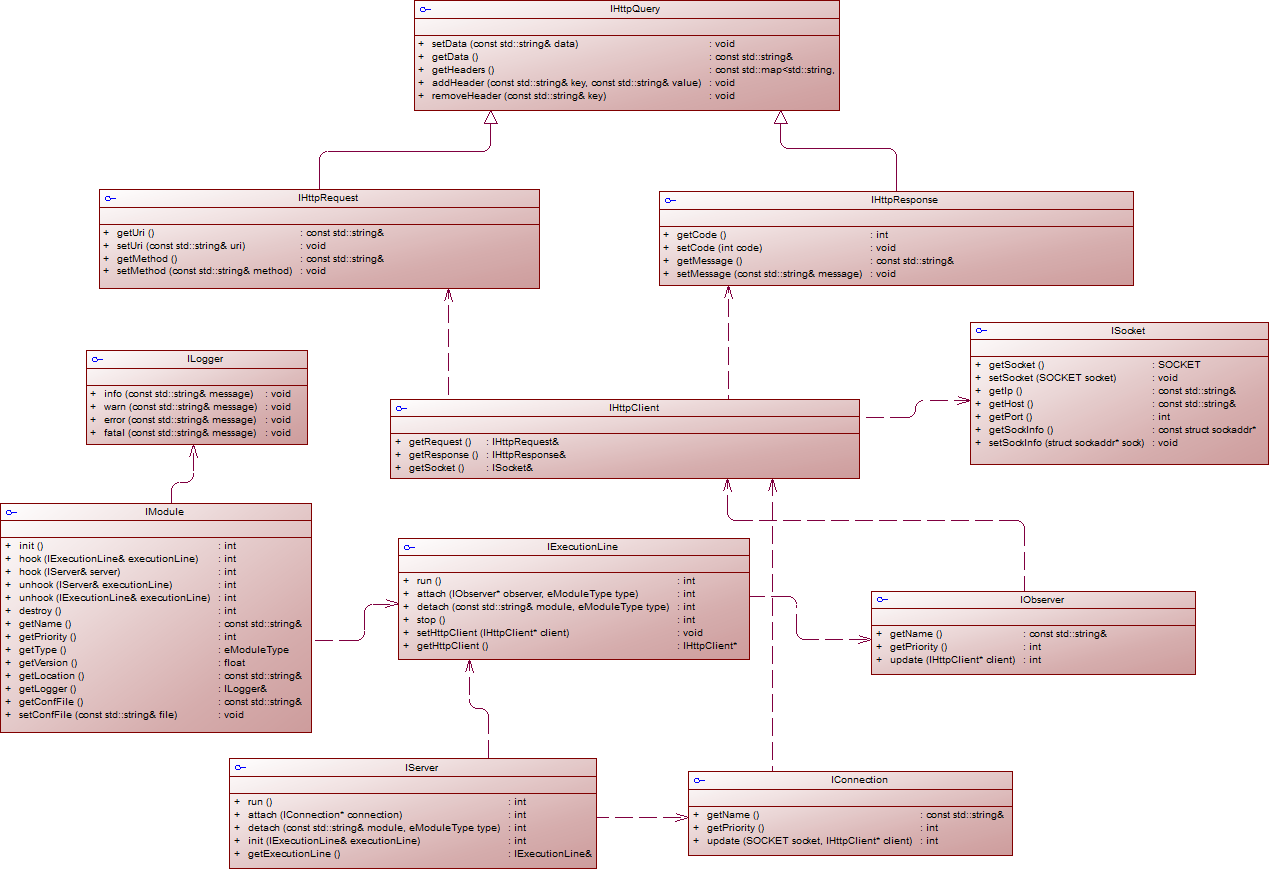 IHttpQuery
+ setData (const std::string& data) : void
+ getData () : const std::string&
+ getHeaders () : const std::map<std::string,
+ addHeader (const std::string& key, const std::string& value) : void
+ removeHeader (const std::string& key) : void
IHttpRequest
+ getUri () : const std::string&
+ setUri (const std::string& uri) : void
+ getMethod () : const std::string&
+ setMethod (const std::string& method) : void
IHttpResponse
+ getCode () : int
+ setCode (int code) : void
+ getMessage () : const std::string&
+ setMessage (const std::string& message) : void
ISocket
+ getSocket () : SOCKET
+ setSocket (SOCKET socket) : void
+ getIp () : const std::string&
+ getHost () : const std::string&
+ getPort () : int
+ getSockInfo () : const struct sockaddr*
+ setSockInfo (struct sockaddr* sock) : void
ILogger
+ info (const std::string& message) : void
+ warn (const std::string& message) : void
+ error (const std::string& message) : void
+ fatal (const std::string& message) : void
IHttpClient
+ getRequest () : IHttpRequest&
+ getResponse () : IHttpResponse&
+ getSocket () : ISocket&
IModule
+ init () : int
+ hook (IExecutionLine& executionLine) : int
+ hook (IServer& server) : int
+ unhook (IServer& executionLine) : int
+ unhook (IExecutionLine& executionLine) : int
+ destroy () : int
+ getName () : const std::string&
+ getPriority () : int
+ getType () : eModuleType
+ getVersion () : float
+ getLocation () : const std::string&
+ getLogger () : ILogger&
+ getConfFile () : const std::string&
+ setConfFile (const std::string& file) : void
IExecutionLine
+ run () : int
+ attach (IObserver* observer, eModuleType type) : int
+ detach (const std::string& module, eModuleType type) : int
+ stop () : int
+ setHttpClient (IHttpClient* client) : void
+ getHttpClient () : IHttpClient*
IObserver
+ getName () : const std::string&
+ getPriority () : int
+ update (IHttpClient* client) : int
IServer
+ run () : int
+ attach (IConnection* connection) : int
+ detach (const std::string& module, eModuleType type) : int
+ init (IExecutionLine& executionLine) : int
+ getExecutionLine () : IExecutionLine&
IConnection
+ getName () : const std::string&
+ getPriority () : int
+ update (SOCKET socket, IHttpClient* client) : int